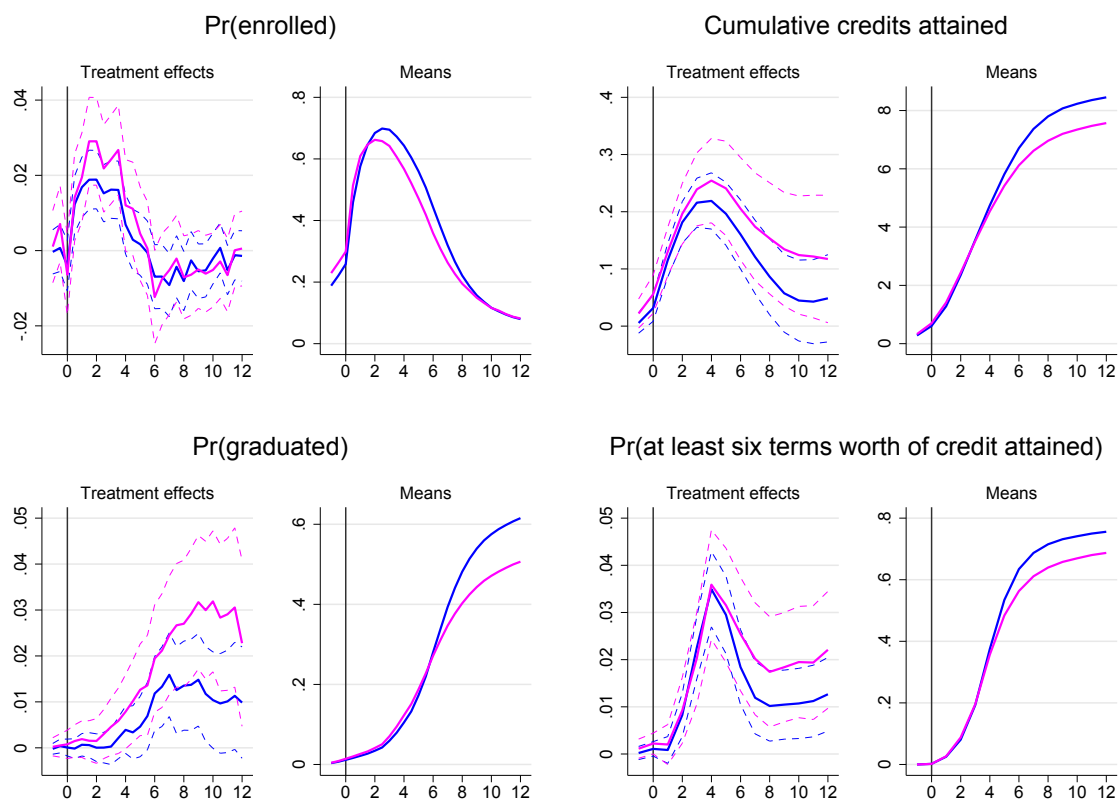 Pr(enrolled)
Cumulative credits attained
Treatment effects
Means
Treatment effects
Means
.04
.02
0
-.02
0 2 4 6 8 10 12
.8
.6
.4
.2
0
0 2 4 6 8 10 12
.4
.3
.2
.1
0
0 2 4 6 8 10 12
8
6
4
2
0
0 2 4 6 8 10 12
Pr(graduated)
Pr(at least six terms worth of credit attained)
Treatment effects
Means
Treatment effects
Means
.05
.04
.03
.02
.01
0
0 2 4 6 8 10 12
.6
.4
.2
0
0 2 4 6 8 10 12
.05
.04
.03
.02
.01
0
0 2 4 6 8 10 12
.8
.6
.4
.2
0
0 2 4 6 8 10 12